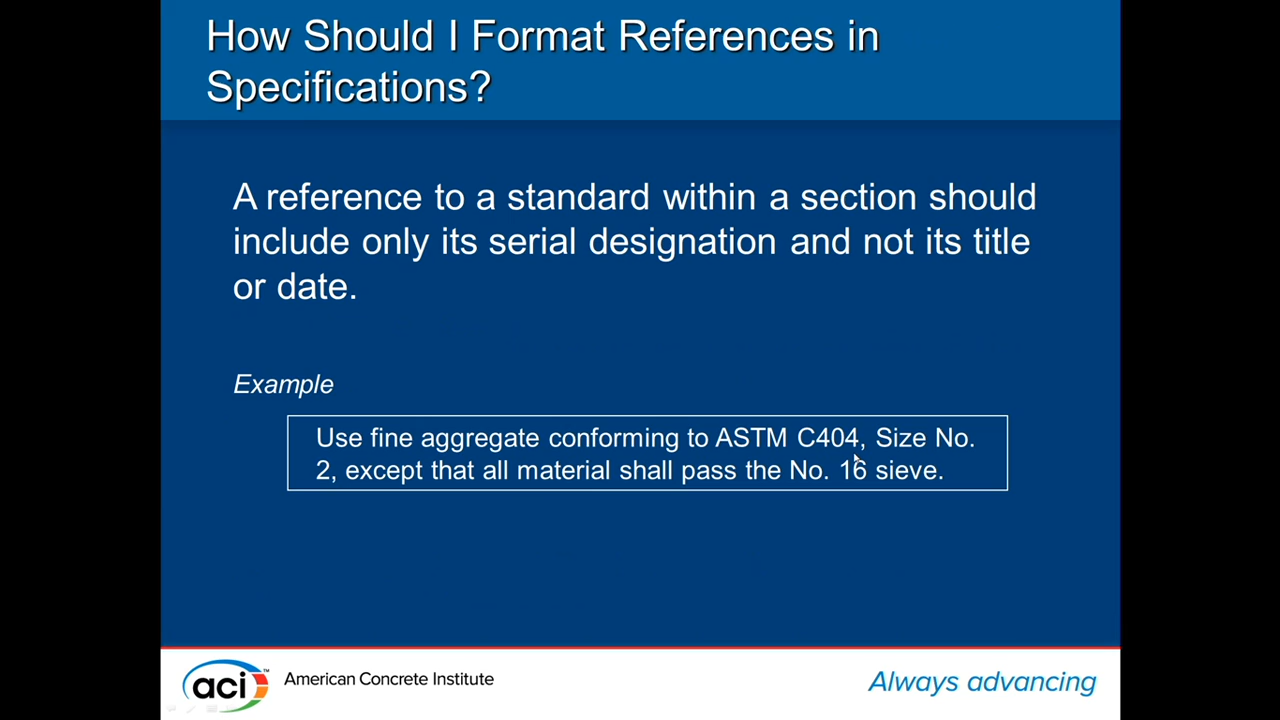 How Should I Format References in
Specifications?
A reference to a standard within a section should
include only its serial designation and not its title
or date.
Example
Use fine aggregate conforming to ASTM C404, Size No.
2, except that all material shall pass the No. 16 sieve.
aci™ American Concrete Institute
Always advancing